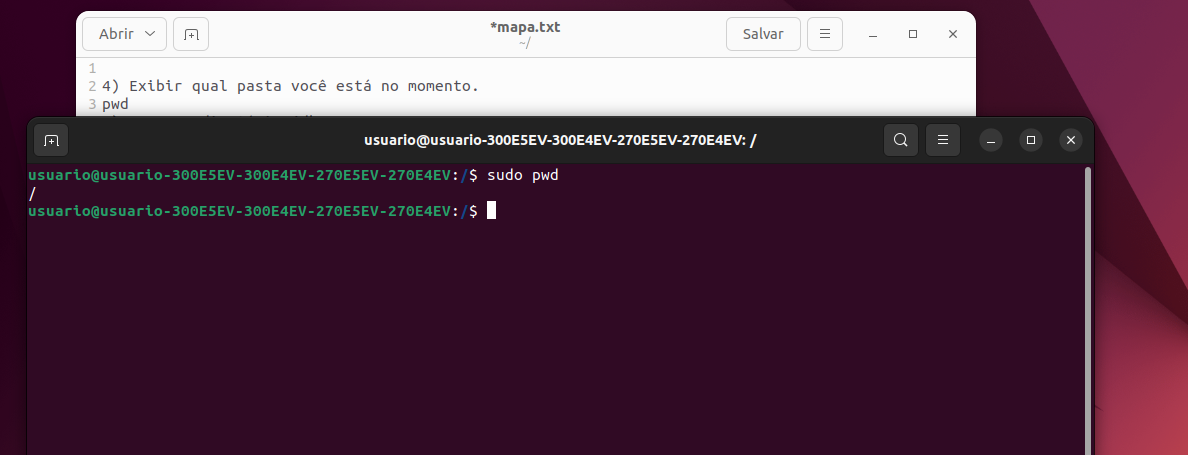 Abrir
*mapa.txt
~/
Salvar
1
2 4) Exibir qual pasta você está no momento.
3 pwd
usuario@usuario-300E5EV-300E4EV-270E5EV-270E4EV: /
usuario@usuario-300E5EV-300E4EV-270E5EV-270E4EV:/$ sudo pwd
/
usuario@usuario-300E5EV-300E4EV-270E5EV-270E4EV:/$